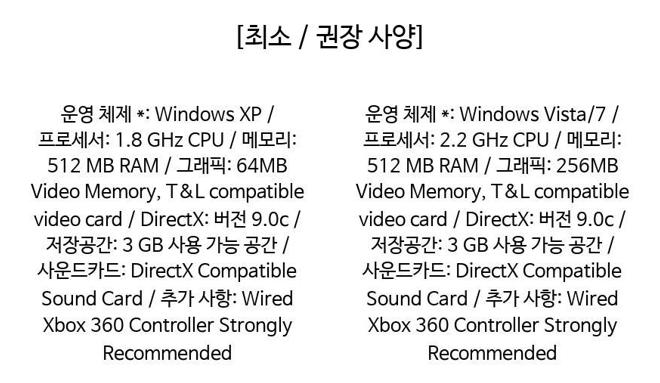 [최소 / 권장 사양]
운영 체제 *: Windows XP /
프로세서: 1.8 GHz CPU / 메모리:
512 MB RAM / 그래픽: 64MB
Video Memory, T&L compatible
video card / DirectX: 버전 9.0c /
저장공간: 3 GB 사용 가능 공간 /
사운드카드: DirectX Compatible
Sound Card / 추가 사항: Wired
Xbox 360 Controller Strongly
Recommended
운영 체제 *: Windows Vista/7 /
프로세서: 2.2 GHz CPU / 메모리:
512 MB RAM / 그래픽: 256MB
Video Memory, T&L compatible
video card / DirectX: 버전 9.0c /
저장공간: 3 GB 사용 가능 공간 /
사운드카드: DirectX Compatible
Sound Card / 추가 사항: Wired
Xbox 360 Controller Strongly
Recommended